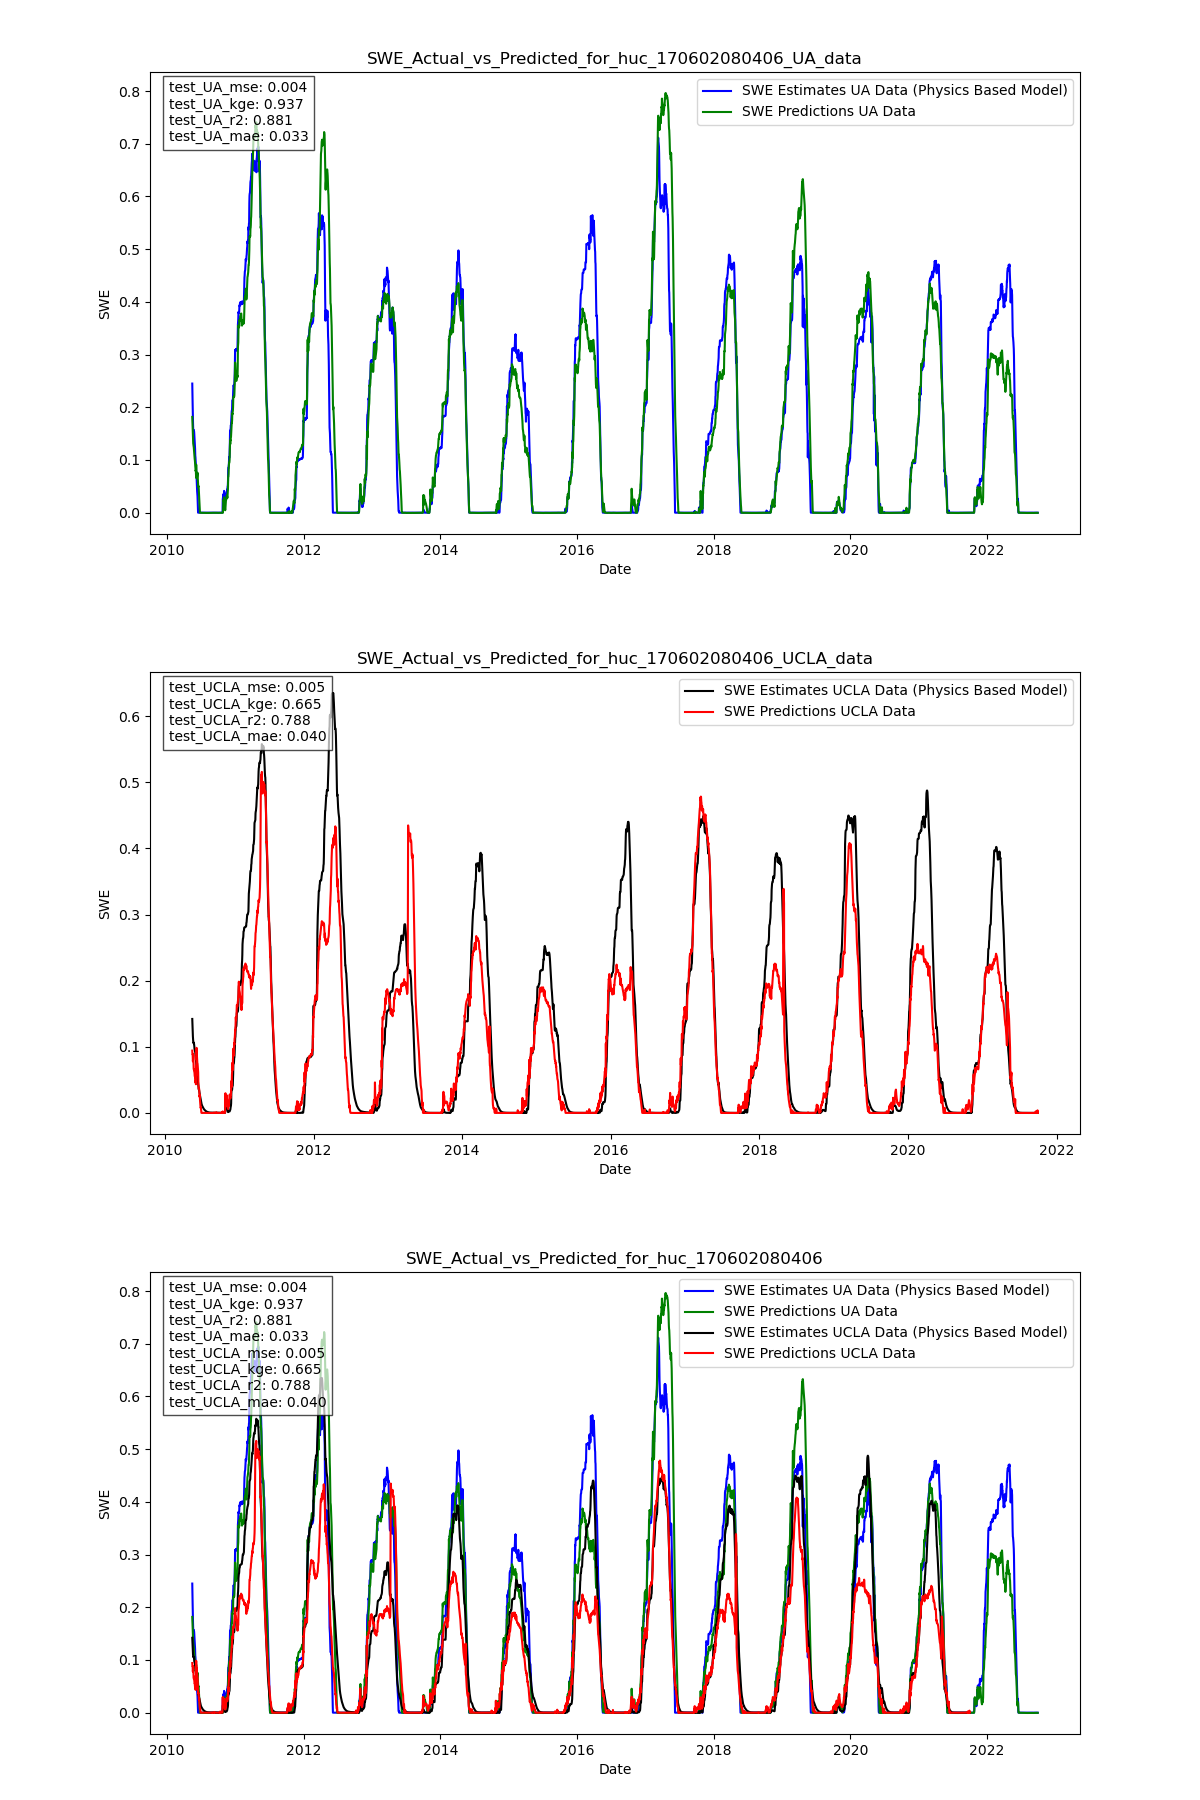 SWE_Actual_vs_Predicted_for_huc_170602080406_UA_data
test_UA_mse: 0.004
test_UA_kge: 0.937
test_UA_r2: 0.881
test_UA_mae: 0.033
SWE Estimates UA Data (Physics Based Model)
SWE Predictions UA Data
0.8
0.7
0.6
0.5
0.4
0.3
0.2
0.1
0.0
SWE
2010 2012 2014 2016 2018 2020 2022
Date
SWE_Actual_vs_Predicted_for_huc_170602080406_UCLA_data
test_UCLA_mse: 0.005
test_UCLA_kge: 0.665
test_UCLA_r2: 0.788
test_UCLA_mae: 0.040
SWE Estimates UCLA Data (Physics Based Model)
SWE Predictions UCLA Data
0.6
0.5
0.4
0.3
0.2
0.1
0.0
SWE
2010 2012 2014 2016 2018 2020 2022
Date
SWE_Actual_vs_Predicted_for_huc_170602080406
test_UA_mse: 0.004
test_UA_kge: 0.937
test_UA_r2: 0.881
test_UA_mae: 0.033
test_UCLA_mse: 0.005
test_UCLA_kge: 0.665
test_UCLA_r2: 0.788
test_UCLA_mae: 0.040
SWE Estimates UA Data (Physics Based Model)
SWE Predictions UA Data
SWE Estimates UCLA Data (Physics Based Model)
SWE Predictions UCLA Data
0.8
0.7
0.6
0.5
0.4
0.3
0.2
0.1
0.0
SWE
2010 2012 2014 2016 2018 2020 2022
Date